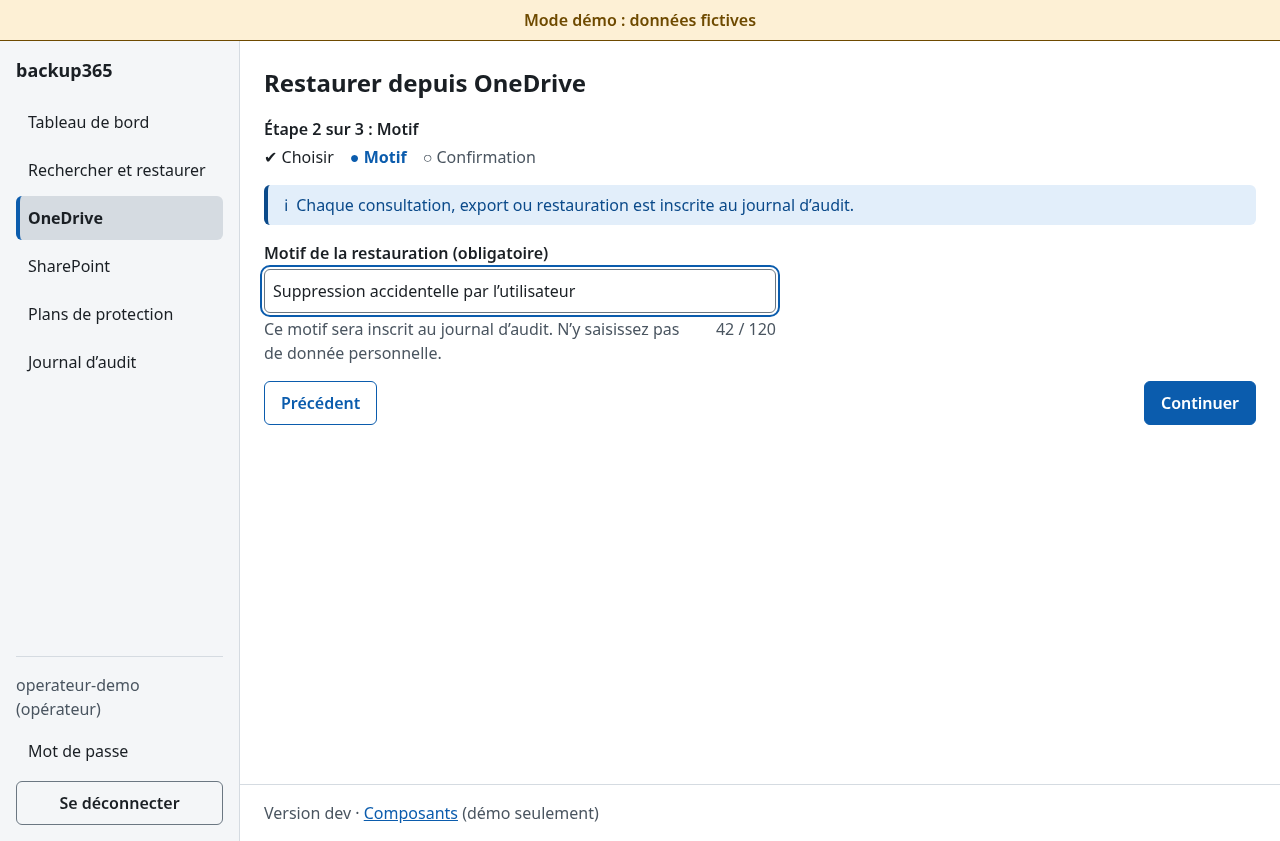 Mode démo : données fictives
backup365
Tableau de bord
Rechercher et restaurer
OneDrive
SharePoint
Plans de protection
Journal d’audit
operateur-demo
(opérateur)
Mot de passe
Se déconnecter
Restaurer depuis OneDrive
Étape 2 sur 3 : Motif
✔ Choisir ● Motif ○ Confirmation
i Chaque consultation, export ou restauration est inscrite au journal d’audit.
Motif de la restauration (obligatoire)
Suppression accidentelle par l’utilisateur
Ce motif sera inscrit au journal d’audit. N’y saisissez pas 42 / 120
de donnée personnelle.
Précédent Continuer
Version dev · Composants (démo seulement)